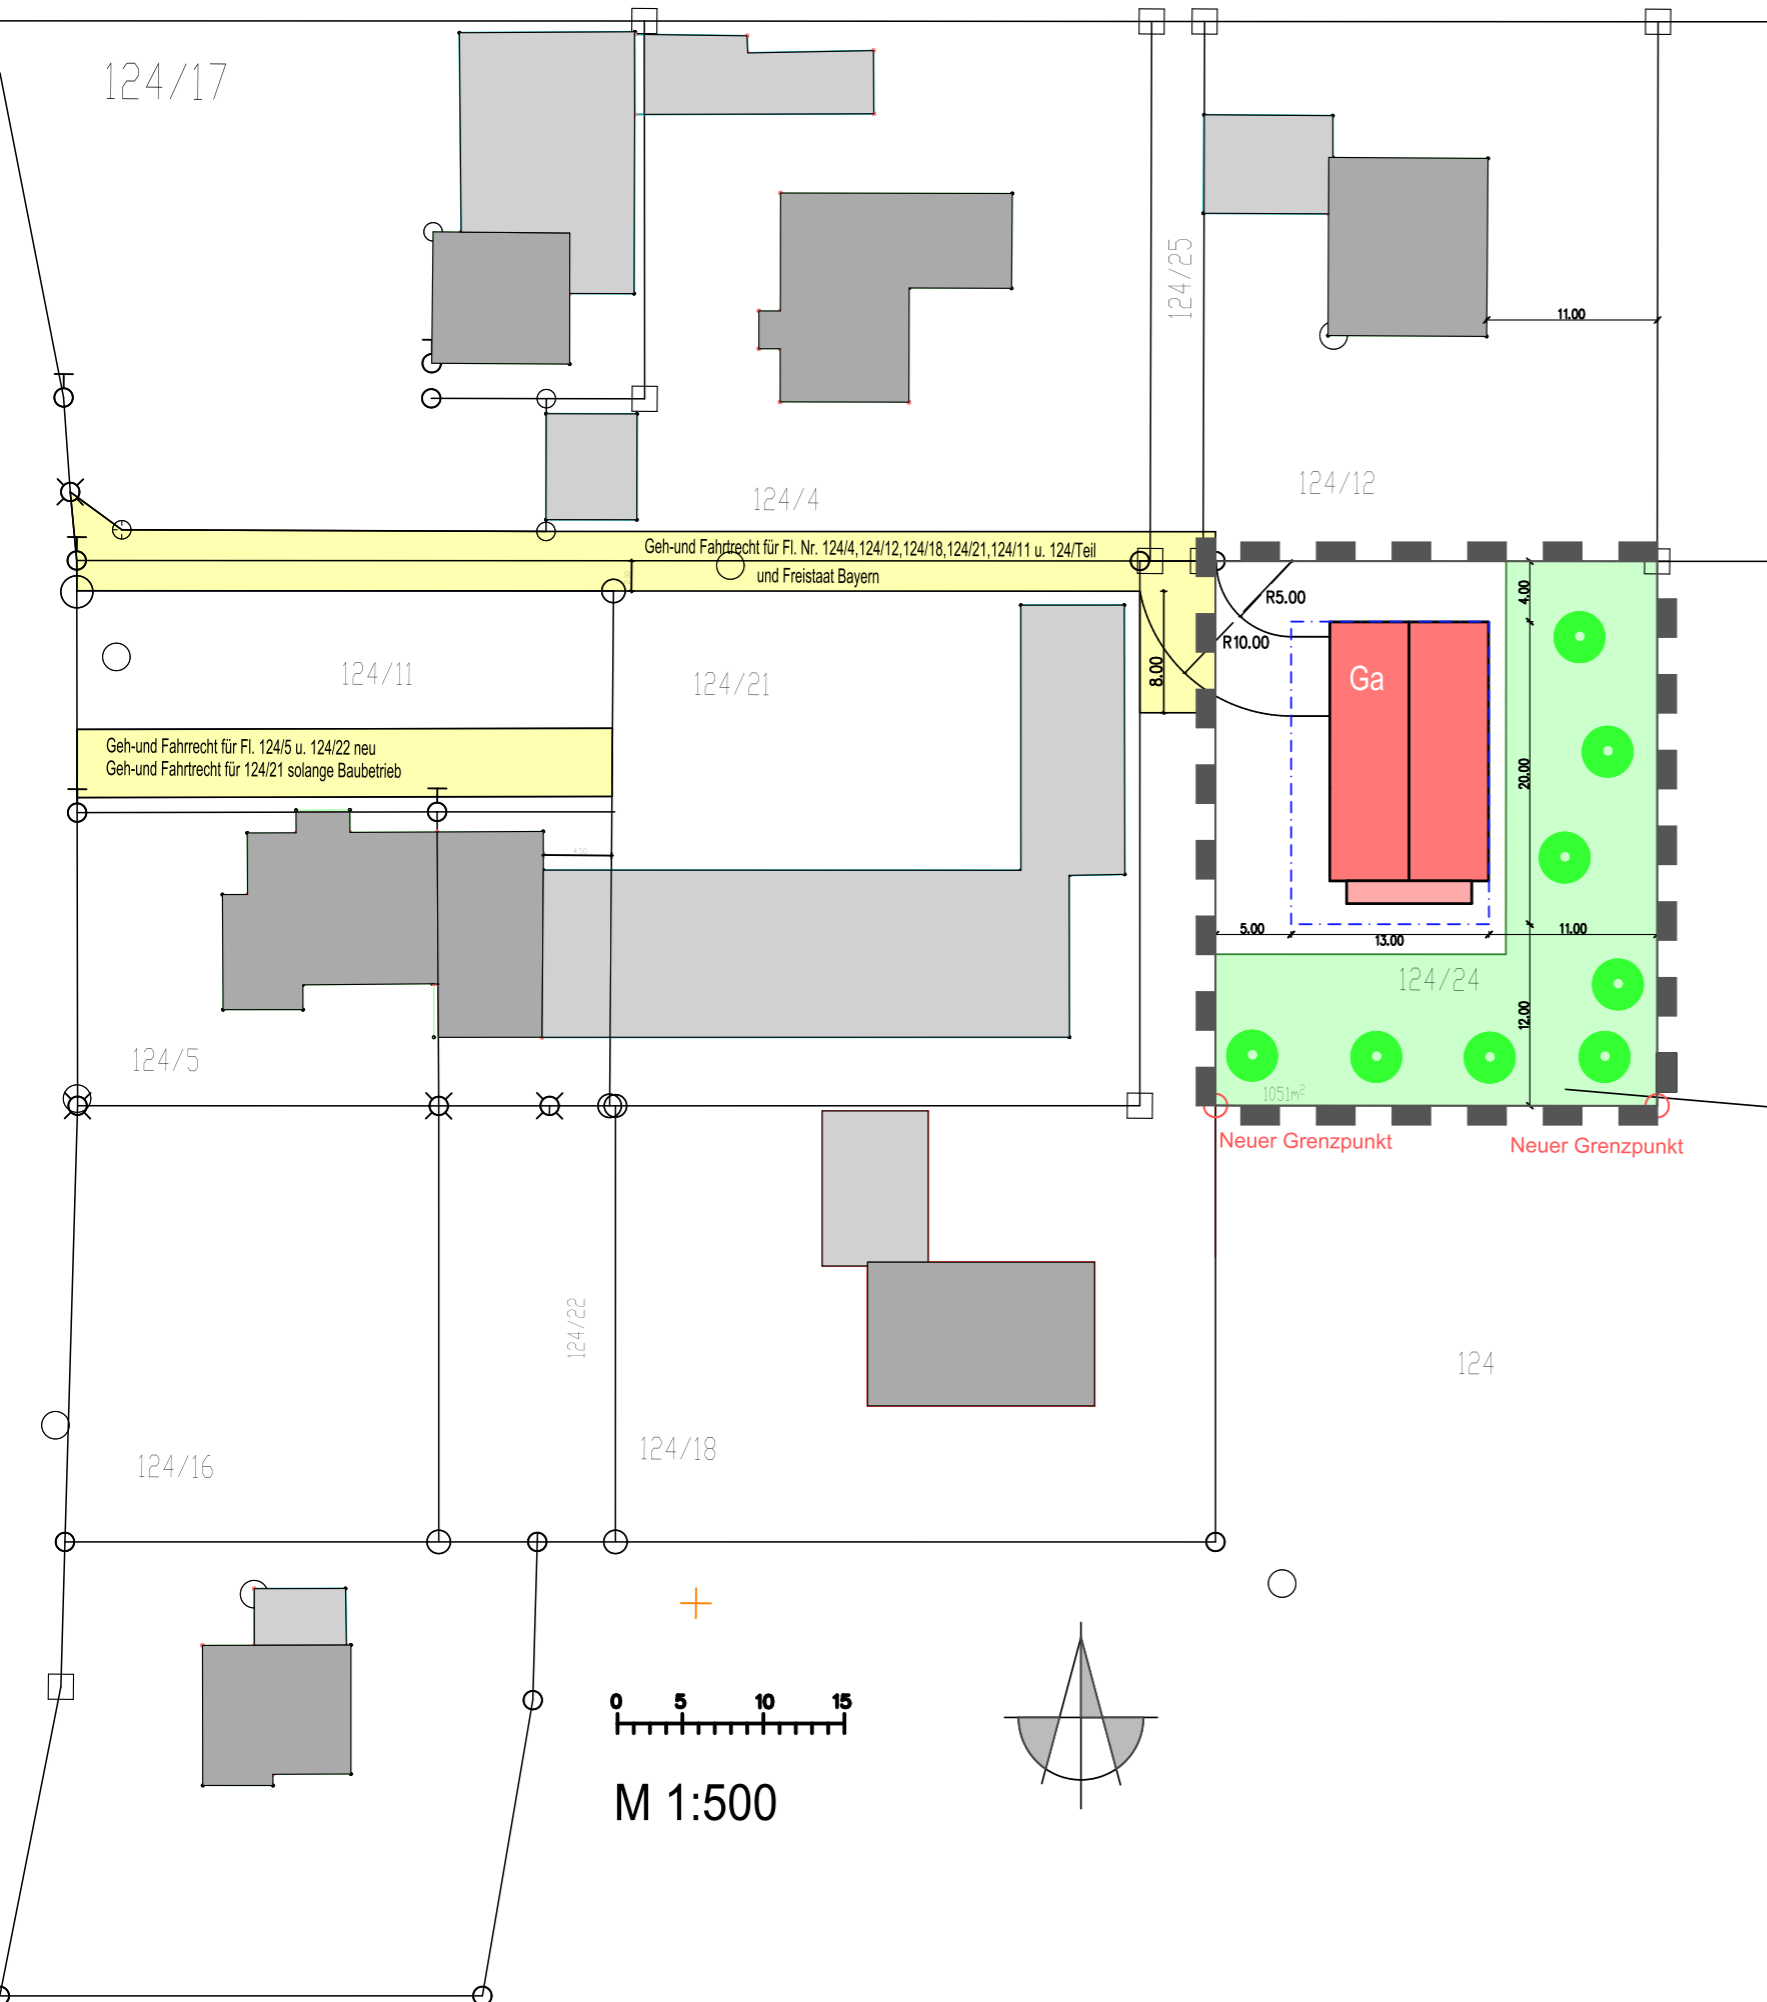 124/17
124/25
11.00
124/4
124/12
Geh-und Fahrtrecht für Fl. Nr. 124/4,124/12,124/18,124/21,124/11 u. 124/Teil
und Freistaat Bayern
R5.00
4.00
R10.00
8.00
Ga
124/11
124/21
Geh-und Fahrrecht für Fl. 124/5 u. 124/22 neu
Geh-und Fahrtrecht für 124/21 solange Baubetrieb
20.00
4.50
5.00
13.00
11.00
124/24
12.00
124/5
1051m²
Neuer Grenzpunkt
Neuer Grenzpunkt
124/22
124
124/18
124/16
0 5 10 15
M 1:500